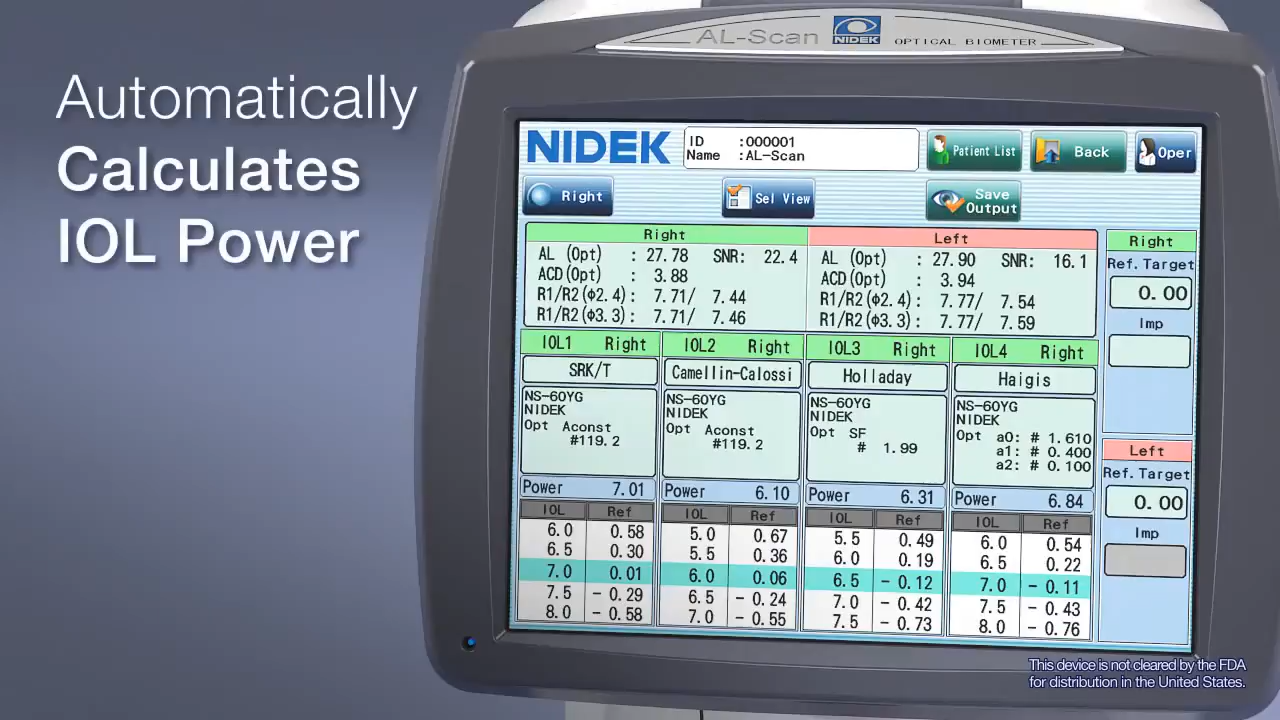 Automatically
Calculates
IOL Power
AL-Scan NIDEK OPTICAL BIOMETER
NIDEK
ID :000001
Name :AL-Scan
Patient List
Back
Oper
Right
Sel View
Save
Output
Right
AL (Opt) : 27.78 SNR: 22.4
ACD(Opt) : 3.88
R1/R2(φ2.4): 7.71/ 7.44
R1/R2(φ3.3): 7.71/ 7.46
Left
AL (Opt) : 27.90 SNR: 16.1
ACD(Opt) : 3.94
R1/R2(φ2.4): 7.77/ 7.54
R1/R2(φ3.3): 7.77/ 7.59
Right
Ref. Target
0.00
Imp
IOL1 Right
SRK/T
NS-60YG
NIDEK
Opt Aconst
#119.2
Power 7.01
IOL Ref
6.0 0.58
6.5 0.30
7.0 0.01
7.5 - 0.29
8.0 - 0.58
IOL2 Right
Camellin-Calossi
NS-60YG
NIDEK
Opt Aconst
#119.2
Power 6.10
IOL Ref
5.0 0.67
5.5 0.36
6.0 0.06
6.5 - 0.24
7.0 - 0.55
IOL3 Right
Holladay
NS-60YG
NIDEK
Opt SF
# 1.99
Power 6.31
IOL Ref
5.5 0.49
6.0 0.19
6.5 - 0.12
7.0 - 0.42
7.5 - 0.73
IOL4 Right
Haigis
NS-60YG
NIDEK
Opt a0: # 1.610
a1: # 0.400
a2: # 0.100
Power 6.84
IOL Ref
6.0 0.54
6.5 0.22
7.0 - 0.11
7.5 - 0.43
8.0 - 0.76
Left
Ref. Target
0.00
Imp
This device is not cleared by the FDA
for distribution in the United States.